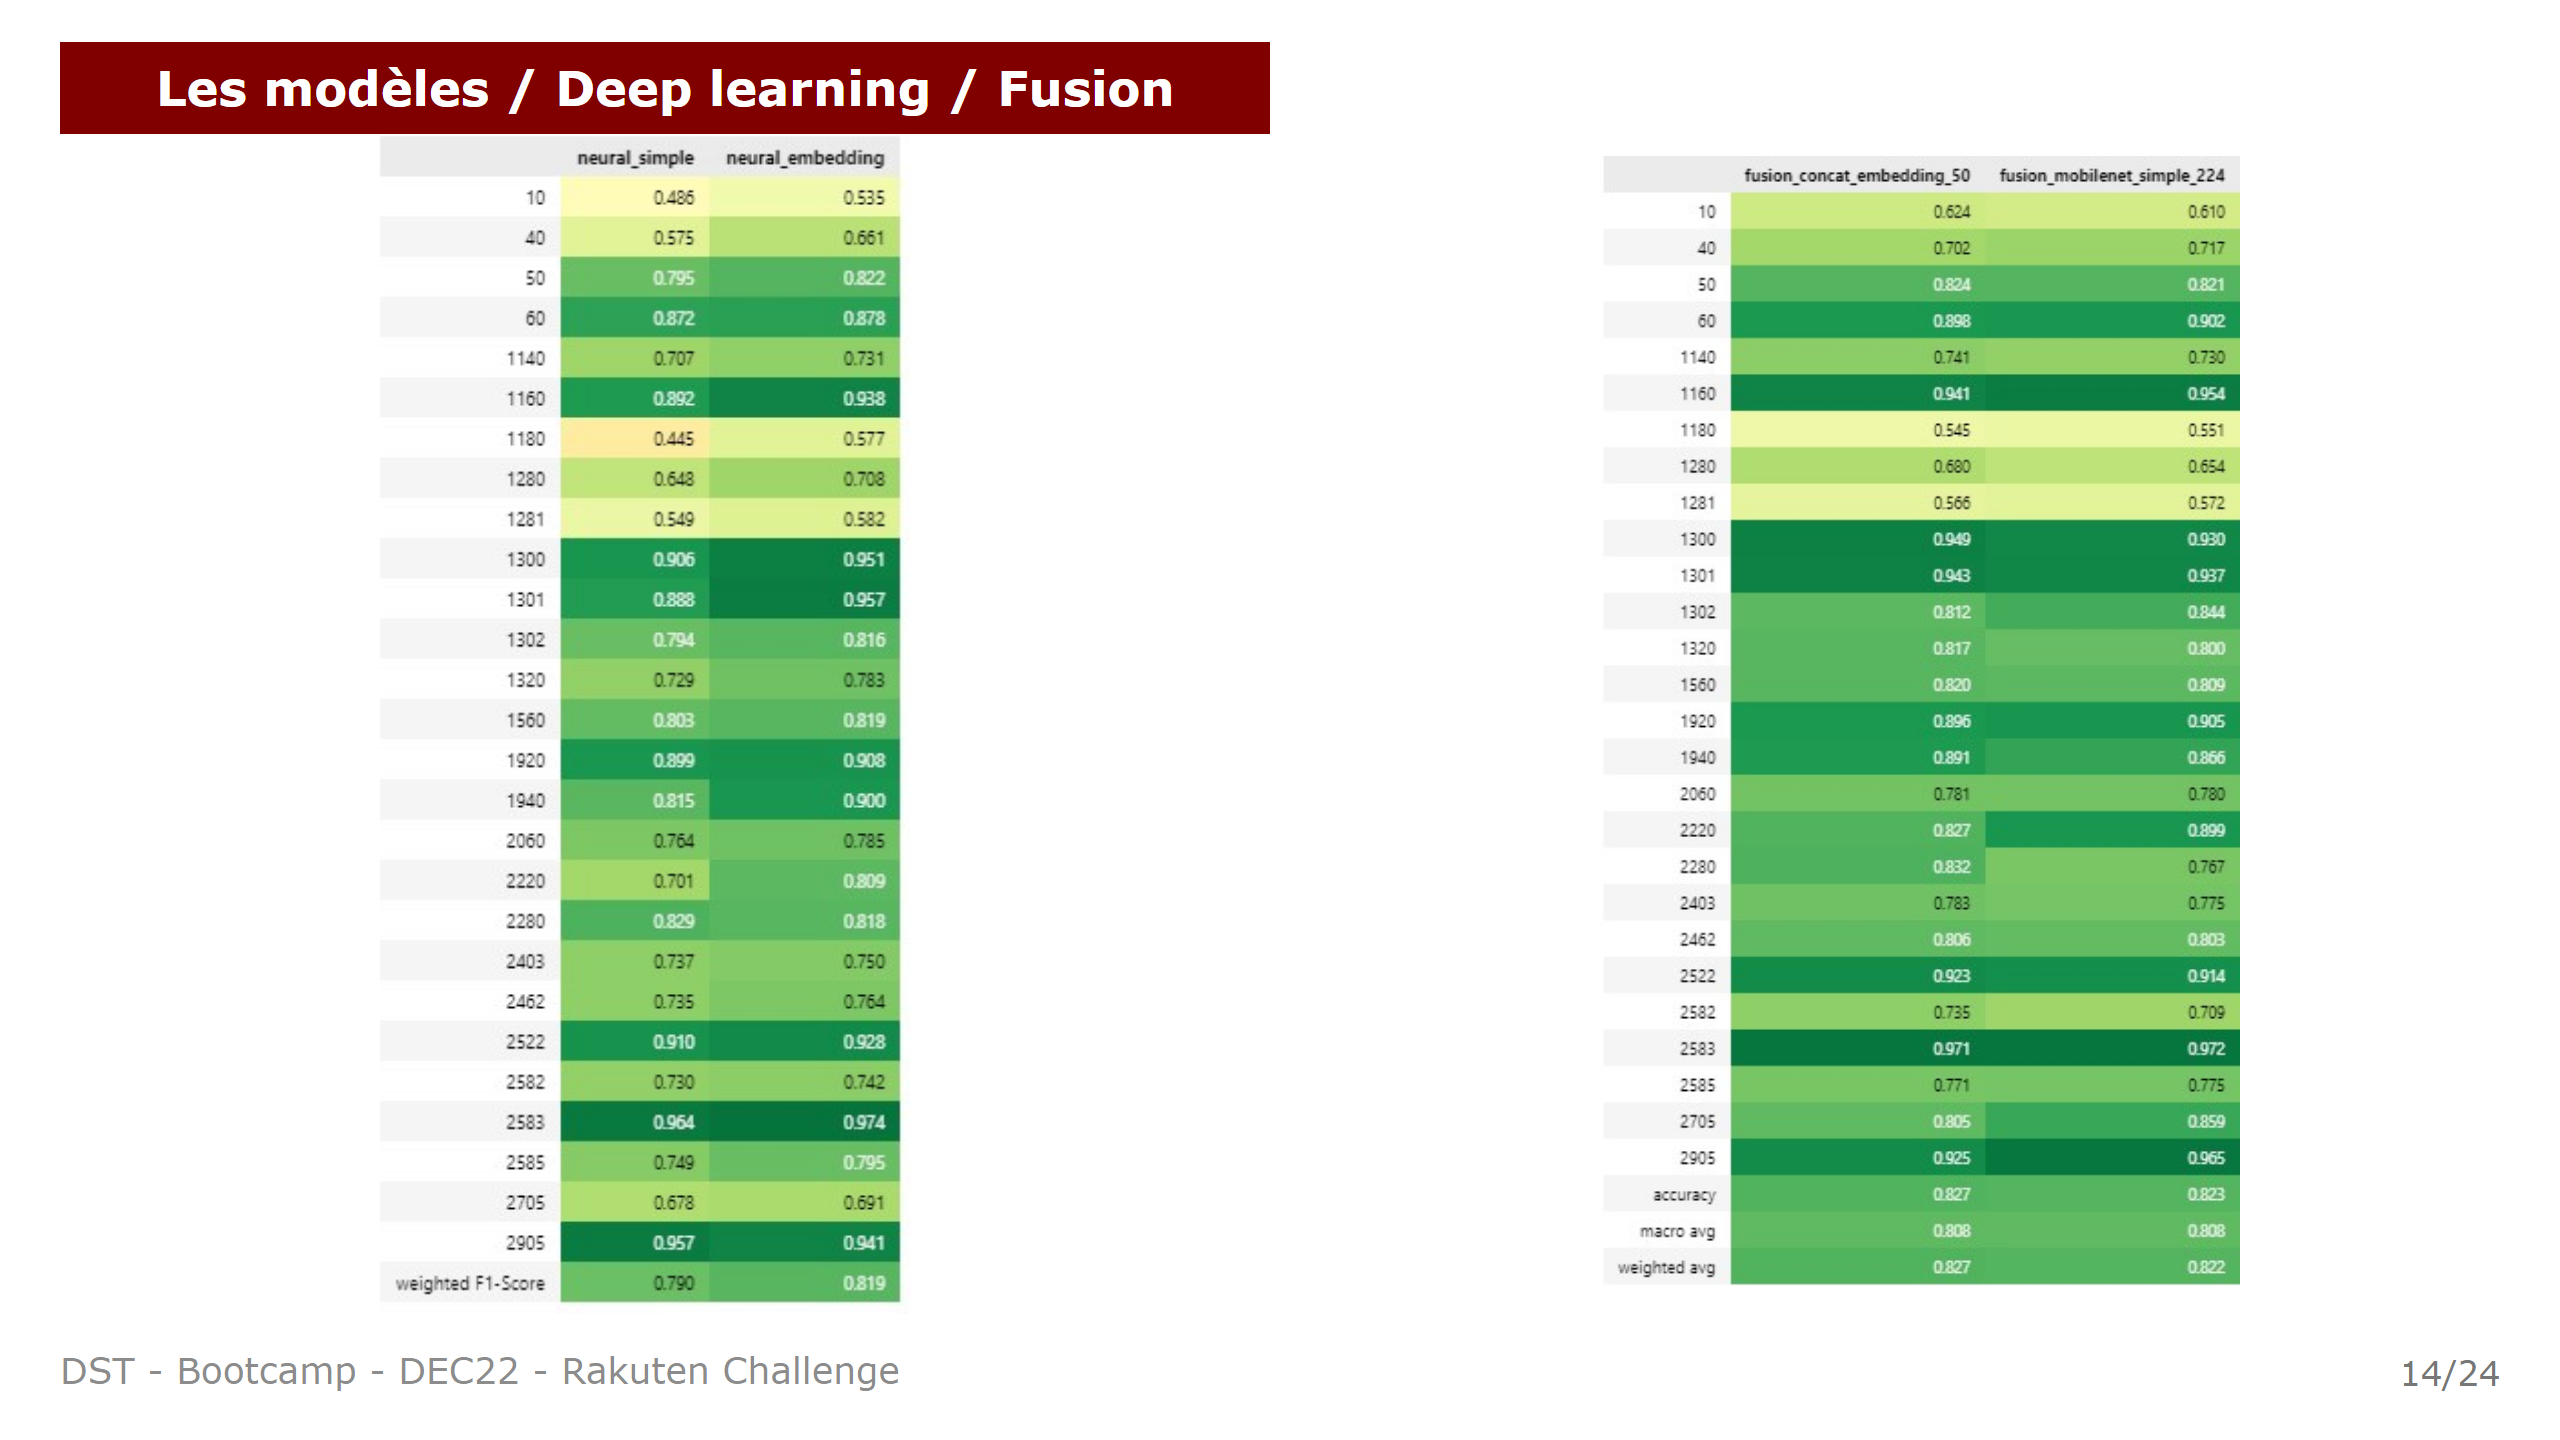 Les modèles / Deep learning / Fusion
neural_simple neural_embedding
10 0.486 0.535
40 0.575 0.661
50 0.795 0.822
60 0.872 0.878
1140 0.707 0.731
1160 0.892 0.938
1180 0.445 0.577
1280 0.648 0.708
1281 0.549 0.582
1300 0.906 0.951
1301 0.888 0.957
1302 0.794 0.816
1320 0.729 0.783
1560 0.803 0.819
1920 0.899 0.908
1940 0.815 0.900
2060 0.764 0.785
2220 0.701 0.809
2280 0.829 0.818
2403 0.737 0.750
2462 0.735 0.764
2522 0.910 0.928
2582 0.730 0.742
2583 0.964 0.974
2585 0.749 0.795
2705 0.678 0.691
2905 0.957 0.941
weighted F1-Score 0.790 0.819
fusion_concat_embedding_50 fusion_mobilenet_simple_224
10 0.624 0.610
40 0.702 0.717
50 0.824 0.821
60 0.898 0.902
1140 0.741 0.730
1160 0.941 0.954
1180 0.545 0.551
1280 0.680 0.654
1281 0.566 0.572
1300 0.949 0.930
1301 0.943 0.937
1302 0.812 0.844
1320 0.817 0.800
1560 0.820 0.809
1920 0.896 0.905
1940 0.891 0.866
2060 0.781 0.780
2220 0.827 0.899
2280 0.832 0.767
2403 0.783 0.775
2462 0.806 0.803
2522 0.923 0.914
2582 0.735 0.709
2583 0.971 0.972
2585 0.771 0.775
2705 0.805 0.859
2905 0.925 0.965
accuracy 0.827 0.823
macro avg 0.808 0.808
weighted avg 0.827 0.822
DST - Bootcamp - DEC22 - Rakuten Challenge
14/24